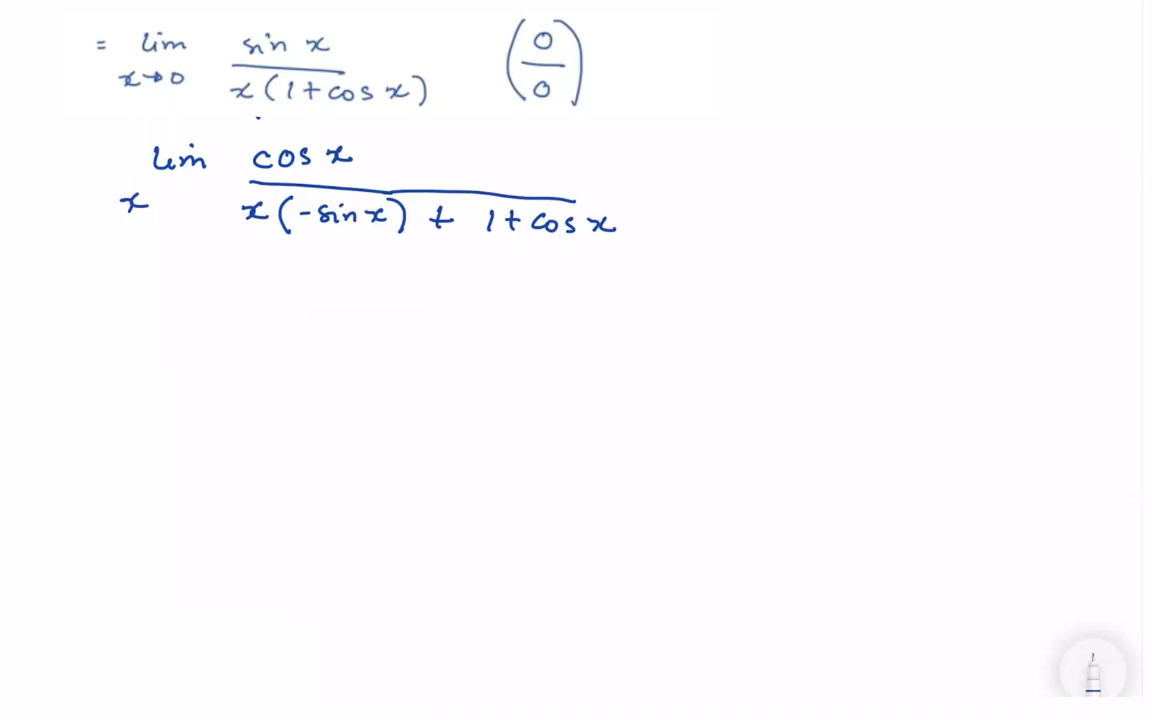 = lim x→0 sin x / x(1+cos x) (0/0)
lim x cos x / x(-sin x) + 1+cos x